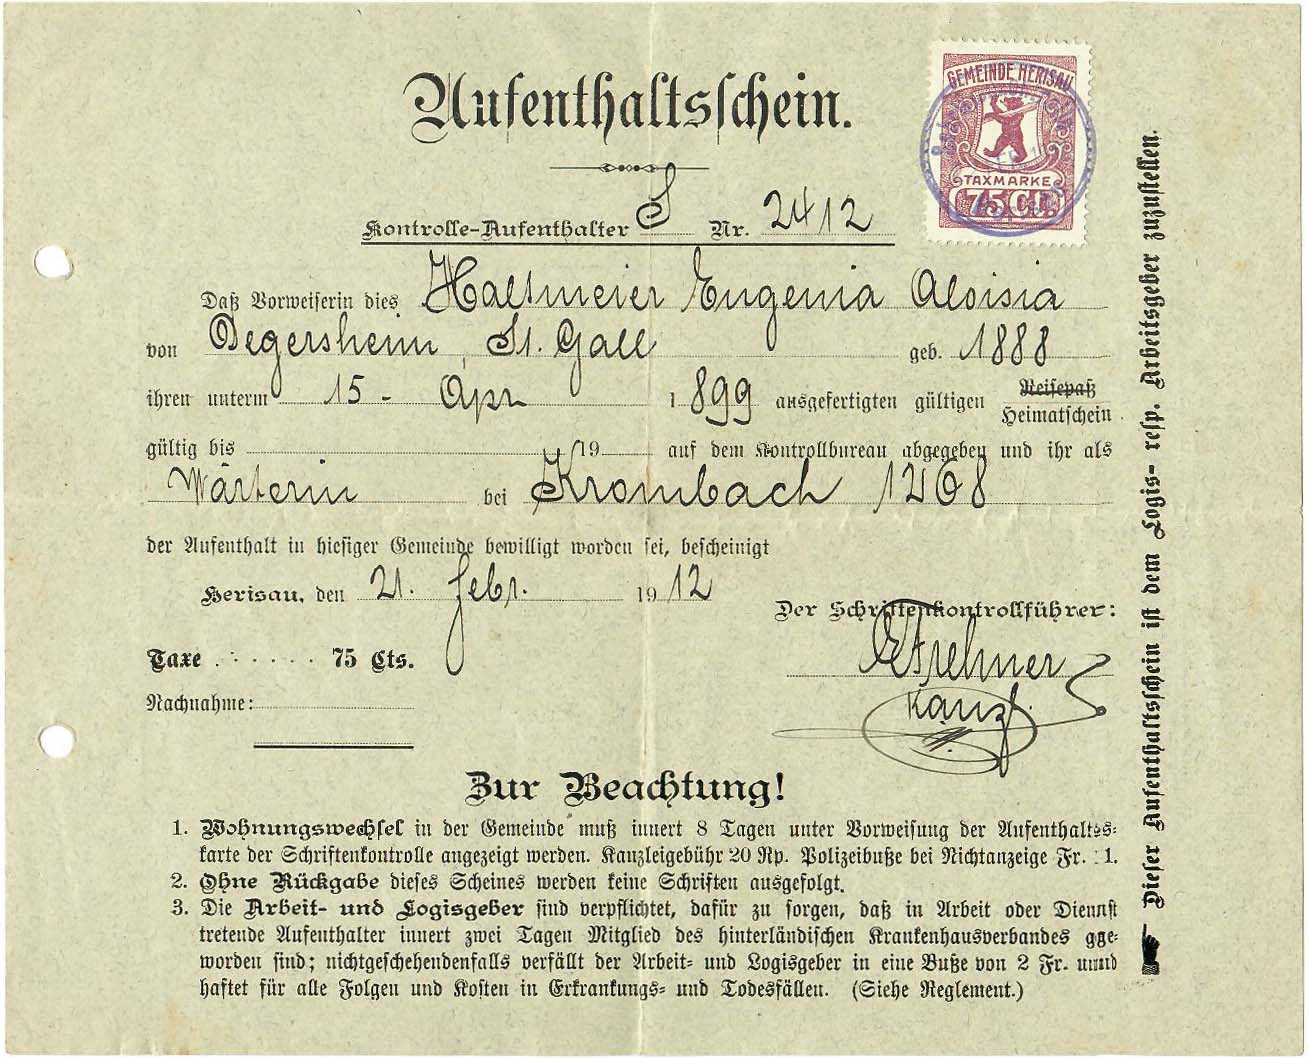 Aufenthaltsschein.
GEMEINDE HERISAU
TAXMARKE
75 Ct.
Kontrolle-Aufenthalter S Nr. 2412
Daß Vorweiserin dies Haltmeier Eugenia Aloisia
von Degersheim, St. Gall geb. 1888
ihren unterm 15 - Apr 1899 ausgefertigten gültigen Reisepaß
Heimatschein
gültig bis 19 auf dem Kontrollbureau abgegeben und ihr als
Wärterin bei Krombach 1268
der Aufenthalt in hiesiger Gemeinde bewilligt worden sei, bescheinigt
Herisau, den 21. Febr. 1912
Der Schriftenkontrollführer:
Taxe . . . . . . 75 Cts.
Kanzl.
Nachnahme:
Zur Beachtung!
1. Wohnungswechsel in der Gemeinde muß innert 8 Tagen unter Vorweisung der Aufenthalts-
karte der Schriftenkontrolle angezeigt werden. Kanzleigebühr 20 Rp. Polizeibuße bei Nichtanzeige Fr. 1.
2. Ohne Rückgabe dieses Scheines werden keine Schriften ausgefolgt.
3. Die Arbeit- und Logisgeber sind verpflichtet, dafür zu sorgen, daß in Arbeit oder Diennst
tretende Aufenthalter innert zwei Tagen Mitglied des hinterländischen Krankenhausverbandes gge-
worden sind; nichtgeschehendenfalls verfällt der Arbeit- und Logisgeber in eine Buße von 2 Fr. unnd
haftet für alle Folgen und Kosten in Erkrankungs- und Todesfällen. (Siehe Reglement.)
Dieser Aufenthaltsschein ist dem Logis- resp. Arbeitsgeber zuzustellen.